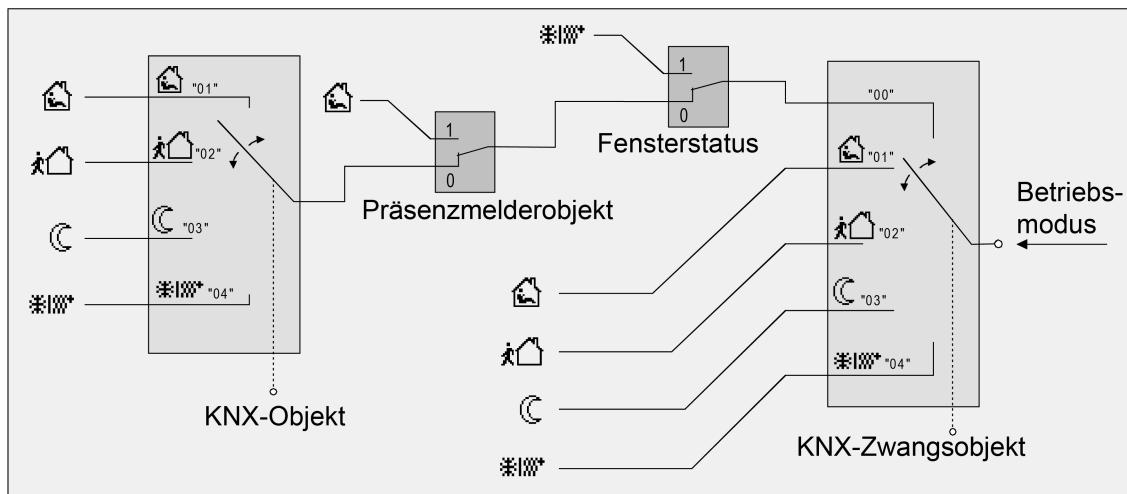 "01"
"02"
"03"
"04"
KNX-Objekt
1
0
Präsenzmelderobjekt
1
0
Fensterstatus
"00"
"01"
"02"
"03"
"04"
KNX-Zwangsobjekt
Betriebs-
modus